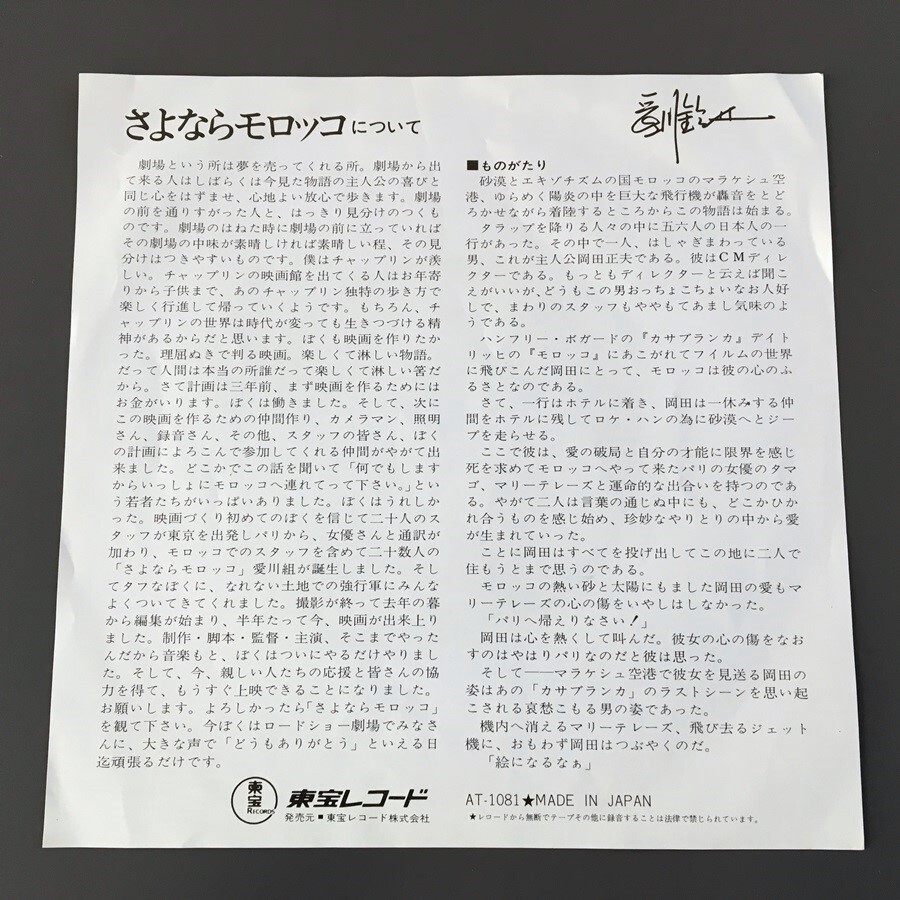 さよならモロッコについて
劇場という所は夢を売ってくれる所。劇場から出
て来る人はしばらくは今見た物語の主人公の喜びと
同じ心をはずませ、心地よい放心で歩きます。劇場
の前を通りすがった人と、はっきり見分けのつくも
のです。劇場のはねた時に劇場の前に立っていれば
その劇場の中味が素晴しければ素晴しい程、その見
分けはつきやすいものです。僕はチャップリンが羨
しい。チャップリンの映画館を出てくる人はお年寄
りから子供まで、あのチャップリン独特の歩き方で
楽しく行進して帰っていくようです。もちろん、チ
ャップリンの世界は時代が変っても生きつづける精
神があるからだと思います。ぼくも映画を作りたか
った。理屈ぬきで判る映画。楽しくて淋しい物語。
だって人間は本当の所誰だって楽しくて淋しい筈だ
から。さて計画は三年前、まず映画を作るためには
お金がいります。ぼくは働きました。そして、次に
この映画を作るための仲間作り、カメラマン、照明
さん、録音さん、その他、スタッフの皆さん、ぼく
の計画によろこんで参加してくれる仲間がやがて出
来ました。どこかでこの話を聞いて「何でもします
からいっしょにモロッコへ連れてって下さい。」とい
う若者たちがいっぱいありました。ぼくはうれしか
った。映画づくり初めてのぼくを信じて二十人のス
タッフが東京を出発しパリから、女優さんと通訳が
加わり、モロッコでのスタッフを含めて二十数人の
「さよならモロッコ」愛川組が誕生しました。そし
てタフなぼくに、なれない土地での強行軍にみんな
よくついてきてくれました。撮影が終って去年の暮
から編集が始まり、半年たって今、映画が出来上り
ました。制作・脚本・監督・主演、そこまでやった
んだから音楽もと、ぼくはついにやるだけやりまし
た。そして、今、親しい人たちの応援と皆さんの協
力を得て、もうすぐ上映できることになりました。
お願いします。よろしかったら「さよならモロッコ」
を観て下さい。今ぼくはロードショー劇場でみなさ
んに、大きな声で「どうもありがとう」といえる日
迄頑張るだけです。
東宝
RECORDS
東宝レコード
発売元■東宝レコード株式会社
■ものがたり
砂漠とエキゾチズムの国モロッコのマラケシュ空
港、ゆらめく陽炎の中を巨大な飛行機が轟音をとど
ろかせながら着陸するところからこの物語は始まる。
タラップを降りる人々の中に五六人の日本人の一
行があった。その中で一人、はしゃぎまわっている
男、これが主人公岡田正夫である。彼はCMディレ
クターである。もっともディレクターと云えば聞こ
えがいいが、どうもこの男おっちょこちょいなお人好
しで、まわりのスタッフもややもてあまし気味のよ
うである。
ハンフリー・ボガードの『カサブランカ』デイト
リッヒの『モロッコ』にあこがれてフイルムの世界
に飛びこんだ岡田にとって、モロッコは彼の心のふ
るさとなのである。
さて、一行はホテルに着き、岡田は一休みする仲
間をホテルに残してロケ・ハンの為に砂漠へとジー
プを走らせる。
ここで彼は、愛の破局と自分の才能に限界を感じ
死を求めてモロッコへやって来たパリの女優のタマ
ゴ、マリーテレーズと運命的な出合いを持つのであ
る。やがて二人は言葉の通じぬ中にも、どこかひか
れ合うものを感じ始め、珍妙なやりとりの中から愛
が生まれていった。
ことに岡田はすべてを投げ出してこの地に二人で
住もうとまで思うのである。
モロッコの熱い砂と太陽にもました岡田の愛もマ
リーテレーズの心の傷をいやしはしなかった。
「パリへ帰えりなさい!」
岡田は心を熱くして叫んだ。彼女の心の傷をなお
すのはやはりパリなのだと彼は思った。
そして──マラケシュ空港で彼女を見送る岡田の
姿はあの「カサブランカ」のラストシーンを思い起
こされる哀愁こもる男の姿であった。
機内へ消えるマリーテレーズ、飛び去るジェット
機に、おもわず岡田はつぶやくのだ。
「絵になるなぁ」
AT-1081★MADE IN JAPAN
★レコードから無断でテープその他に録音することは法律で禁じられています。